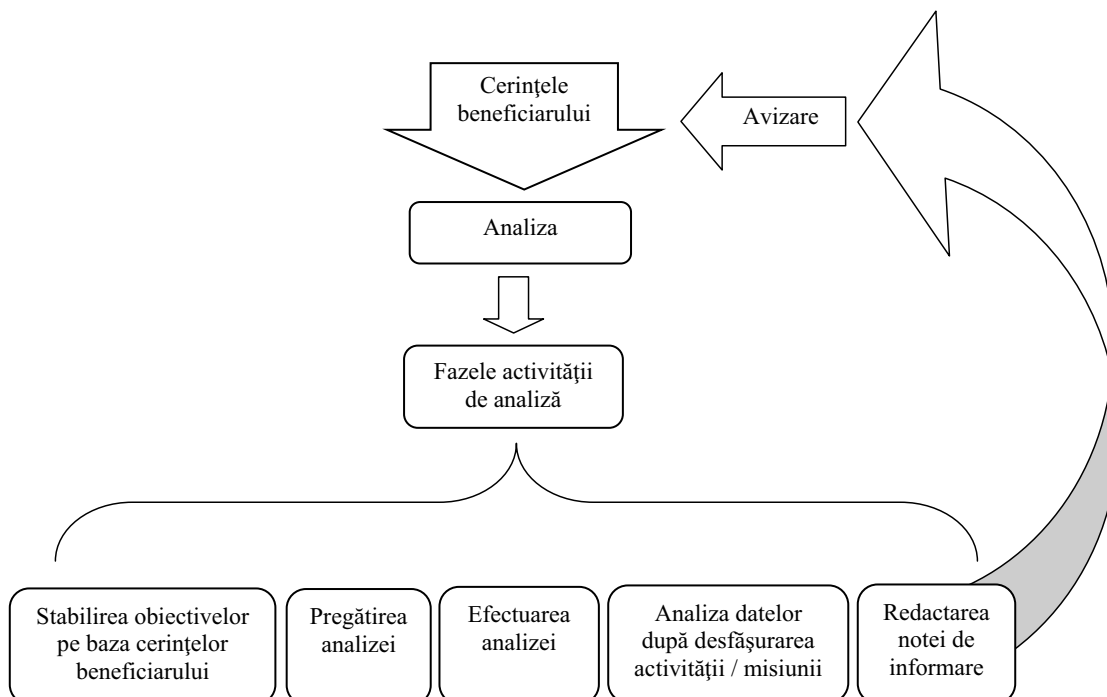 Cerinţele
beneficiarului
Avizare
Analiza
Fazele activităţii
de analiză
Stabilirea obiectivelor
pe baza cerinţelor
beneficiarului
Pregătirea
analizei
Efectuarea
analizei
Analiza datelor
după desfăşurarea
activităţii / misiunii
Redactarea
notei de
informare